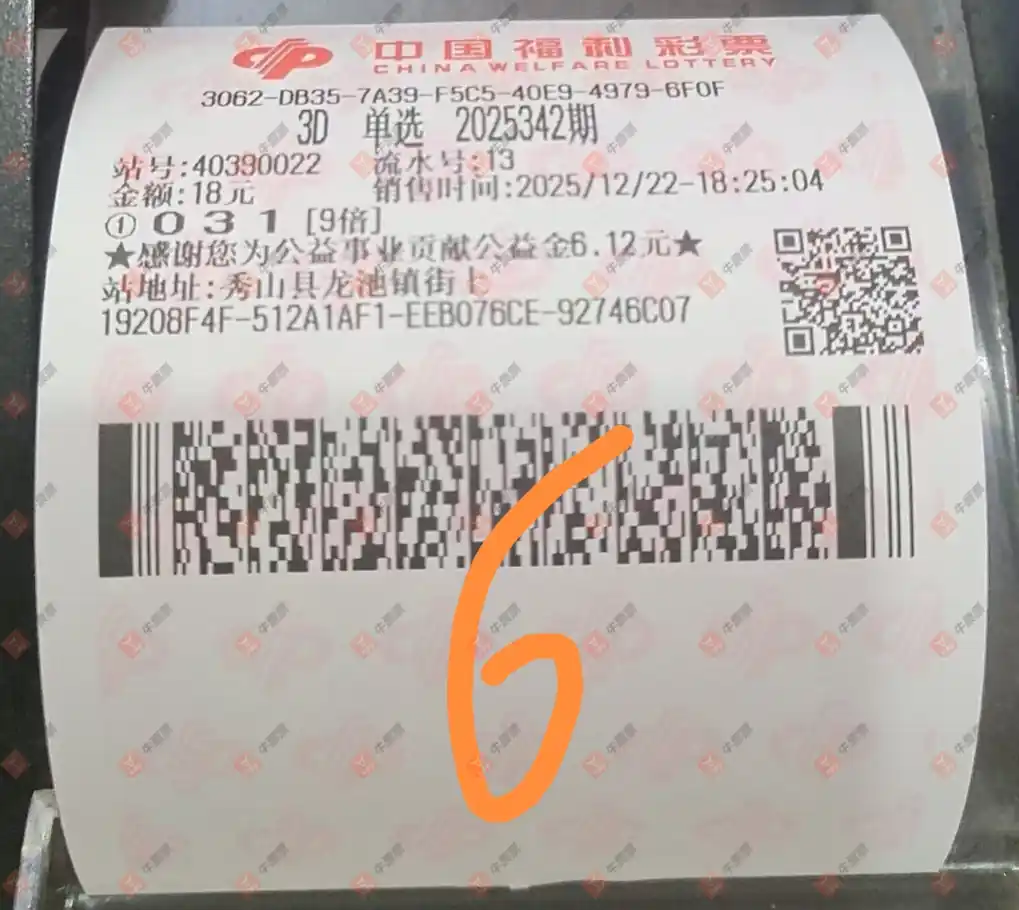 中国福利彩票
CHINA WELFARE LOTTERY
3062-DB35-7A39-F5C5-40E9-4979-6F0F
3D 单选 2025342期
站号:40390022 流水号:13
金额:18元 销售时间:2025/12/22-18:25:04
① 0 3 1 [9倍]
★感谢您为公益事业贡献公益金6.12元★
站地址:秀山县龙池镇街上
19208F4F-512A1AF1-EEB076CE-92746C07
6
牛票票